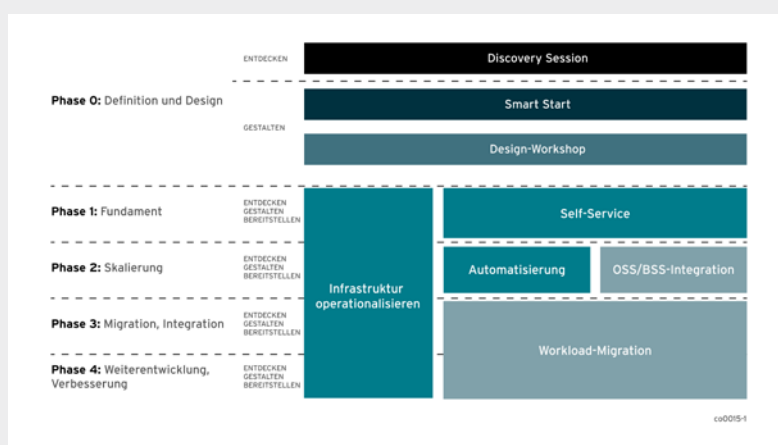 ENTDECKEN
Discovery Session
Phase 0: Definition und Design
Smart Start
GESTALTEN
Design-Workshop
Phase 1: Fundament
ENTDECKEN
GESTALTEN
BEREITSTELLEN
Self-Service
Phase 2: Skalierung
ENTDECKEN
GESTALTEN
BEREITSTELLEN
Automatisierung
OSS/BSS-Integration
Infrastruktur
operationalisieren
Phase 3: Migration, Integration
ENTDECKEN
GESTALTEN
BEREITSTELLEN
Workload-Migration
Phase 4: Weiterentwicklung,
Verbesserung
ENTDECKEN
GESTALTEN
BEREITSTELLEN
co0015-1